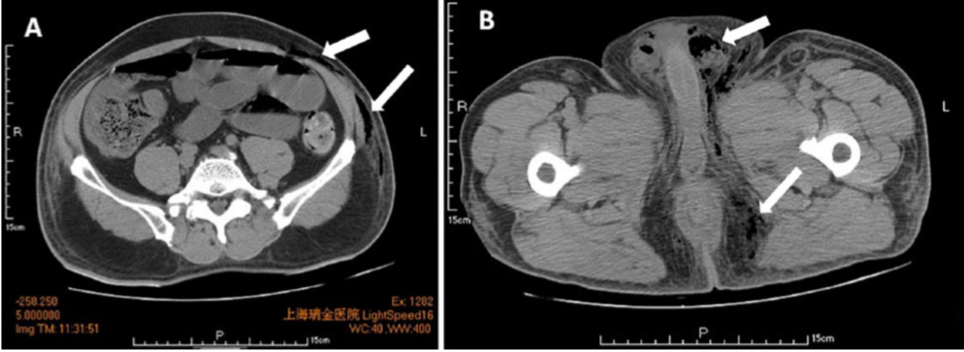 A
R
L
15cm
-258.250
5.000000
Img TM: 11:31:51
P
15cm
Ex: 1282
上海瑞金医院 LightSpeed16
WC:40 ,WW:400
B
R
L
15cm
P
15cm